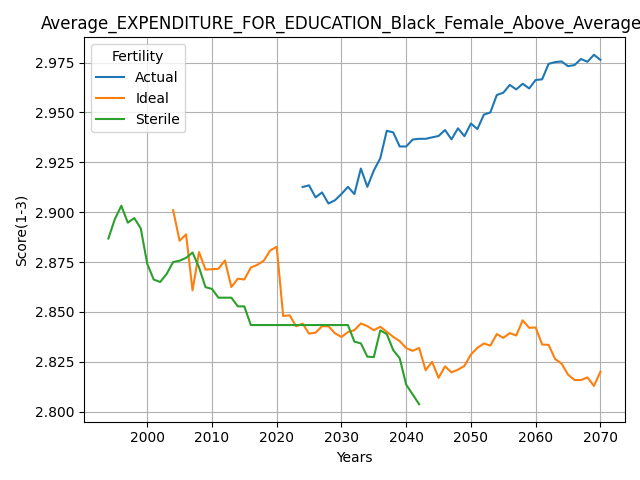 Average_EXPENDITURE_FOR_EDUCATION_Black_Female_Above_Average
Fertility
Actual
Ideal
Sterile
Score(1-3)
2.975
2.950
2.925
2.900
2.875
2.850
2.825
2.800
2000 2010 2020 2030 2040 2050 2060 2070
Years